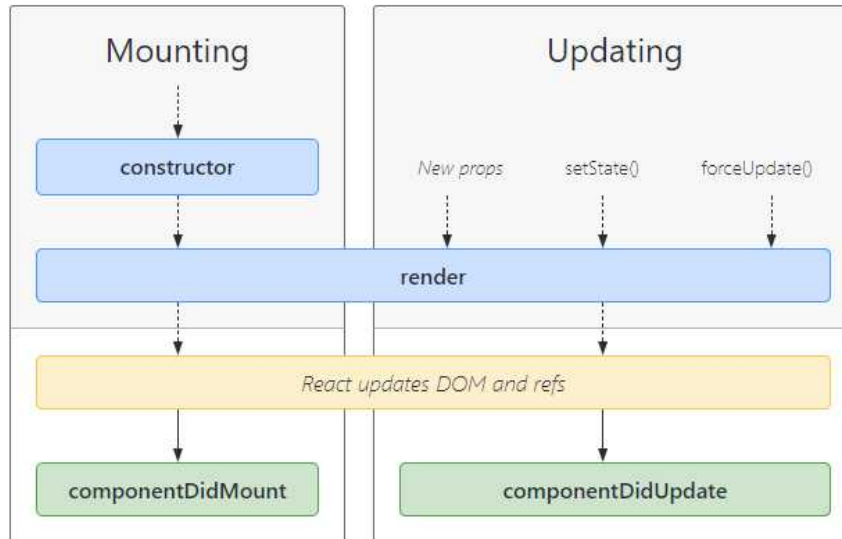 Mounting
Updating
constructor
New props
setState()
forceUpdate()
render
React updates DOM and refs
componentDidMount
componentDidUpdate